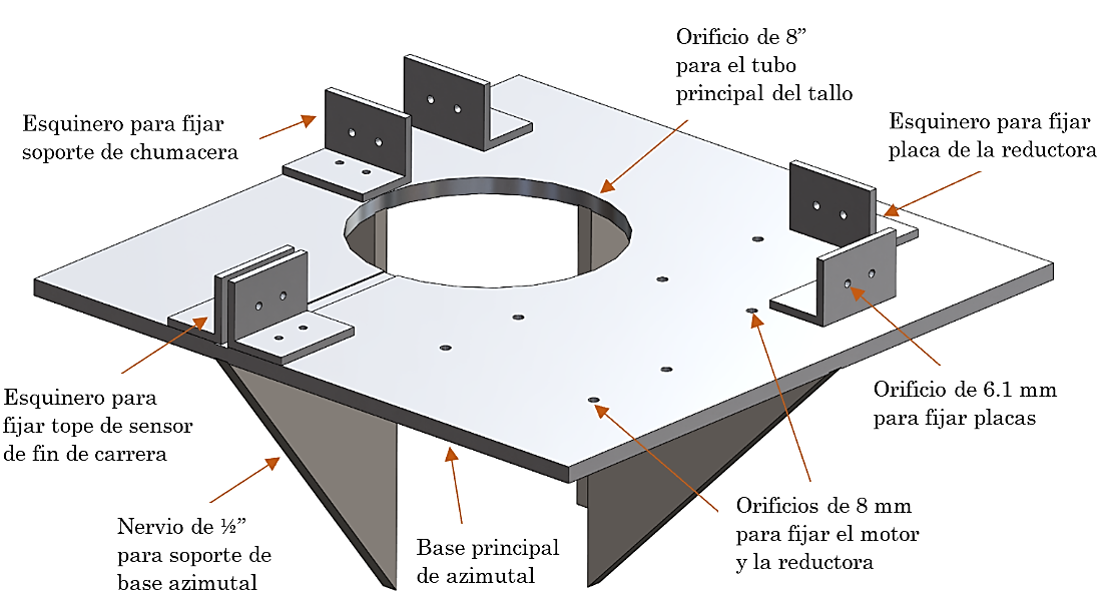 Orificio de 8”
para el tubo
principal del tallo
Esquinero para fijar
soporte de chumacera
Esquinero para fijar
placa de la reductora
Esquinero para
fijar tope de sensor
de fin de carrera
Orificio de 6.1 mm
para fijar placas
Nervio de ½”
para soporte de
base azimutal
Base principal
de azimutal
Orificios de 8 mm
para fijar el motor
y la reductora